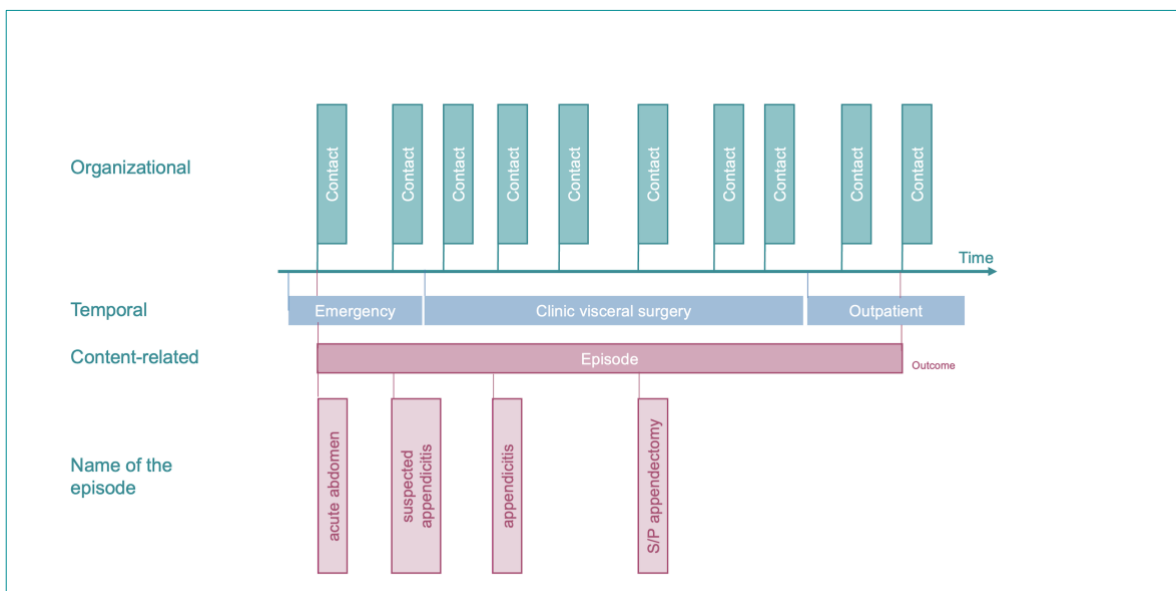 Organizational
Contact
Contact
Contact
Contact
Contact
Contact
Contact
Contact
Contact
Contact
Time
Temporal
Emergency
Clinic visceral surgery
Outpatient
Content-related
Episode
Outcome
Name of the
episode
acute abdomen
suspected
appendicitis
appendicitis
S/P appendectomy